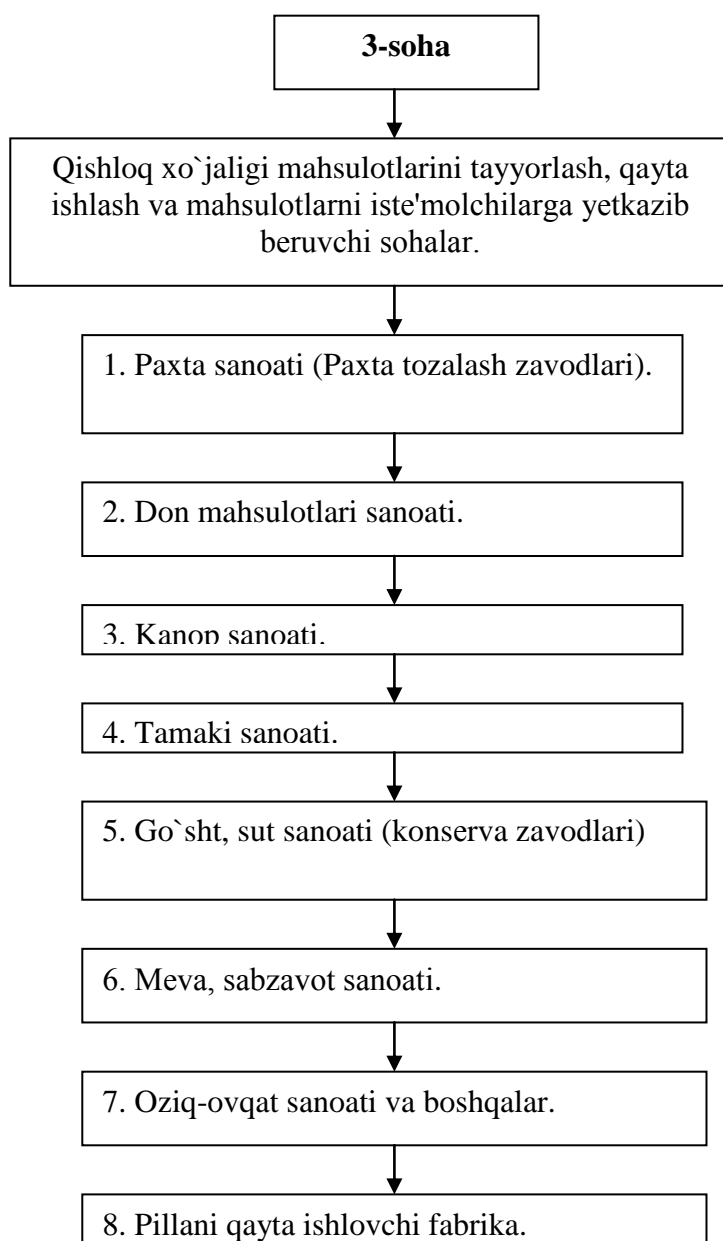 3-soha
Qishloq xo`jaligi mahsulotlarini tayyorlash, qayta
ishlash va mahsulotlarni iste'molchilarga yetkazib
beruvchi sohalar.
1. Paxta sanoati (Paxta tozalash zavodlari).
2. Don mahsulotlari sanoati.
3. Kanop sanoati.
4. Tamaki sanoati.
5. Go`sht, sut sanoati (konserva zavodlari)
6. Meva, sabzavot sanoati.
7. Oziq-ovqat sanoati va boshqalar.
8. Pillani qayta ishlovchi fabrika.